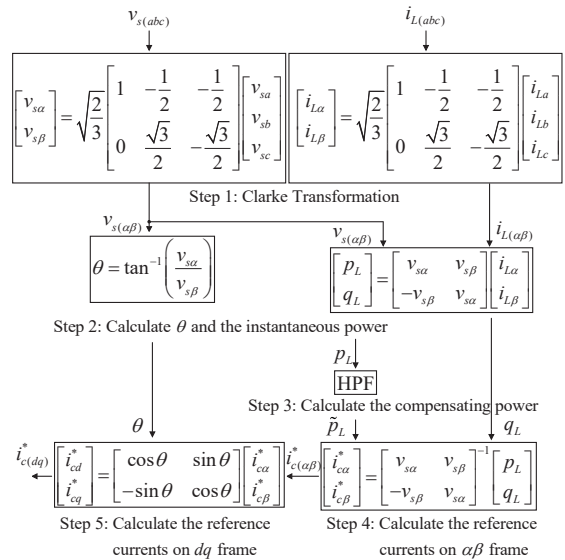 v_s(abc) i_L(abc)
[v_sα v_sβ] = √(2/3) [1 −1/2 −1/2; 0 √3/2 −√3/2] [v_sa v_sb v_sc]
[i_Lα i_Lβ] = √(2/3) [1 −1/2 −1/2; 0 √3/2 −√3/2] [i_La i_Lb i_Lc]
Step 1: Clarke Transformation
v_s(αβ) v_s(αβ) i_L(αβ)
θ = tan⁻¹(v_sα/v_sβ)
[p_L q_L] = [v_sα v_sβ; −v_sβ v_sα] [i_Lα i_Lβ]
Step 2: Calculate θ and the instantaneous power
p_L
HPF
Step 3: Calculate the compensating power
θ p̃_L q_L
i*_c(dq)
[i*_cd i*_cq] = [cosθ sinθ; −sinθ cosθ] [i*_cα i*_cβ]
i*_c(αβ)
[i*_cα i*_cβ] = [v_sα v_sβ; −v_sβ v_sα]⁻¹ [p_L q_L]
Step 5: Calculate the reference
currents on dq frame
Step 4: Calculate the reference
currents on αβ frame